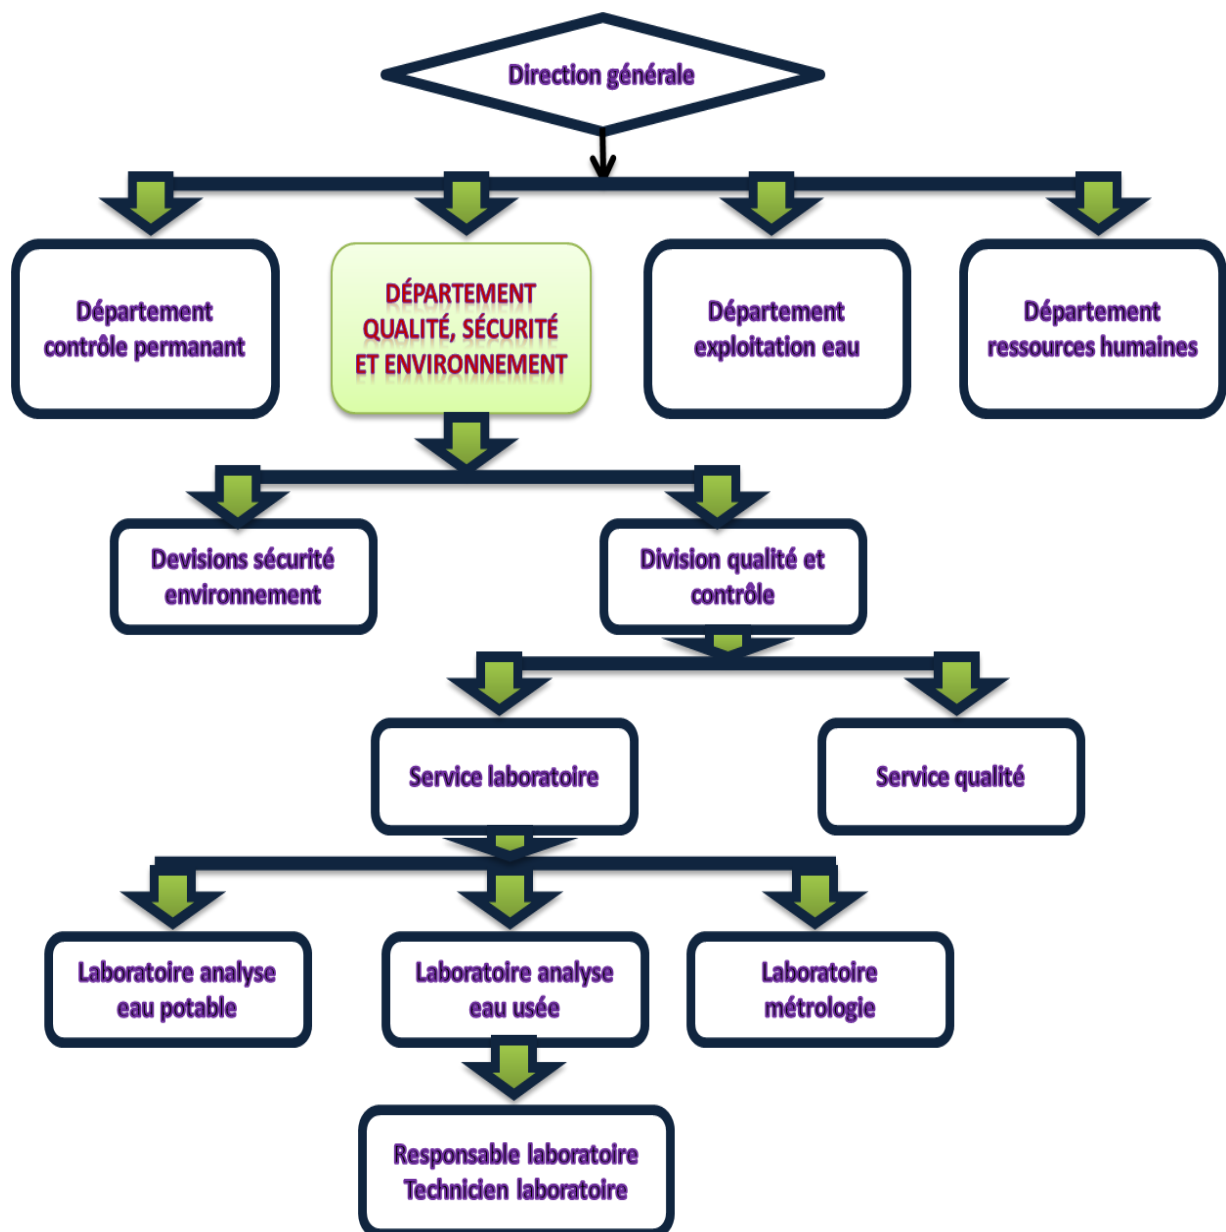 Direction générale
Département
contrôle permanant
DÉPARTEMENT
QUALITÉ, SÉCURITÉ
ET ENVIRONNEMENT
Département
exploitation eau
Département
ressources humaines
Devisions sécurité
environnement
Division qualité et
contrôle
Service laboratoire
Service qualité
Laboratoire analyse
eau potable
Laboratoire analyse
eau usée
Laboratoire
métrologie
Responsable laboratoire
Technicien laboratoire